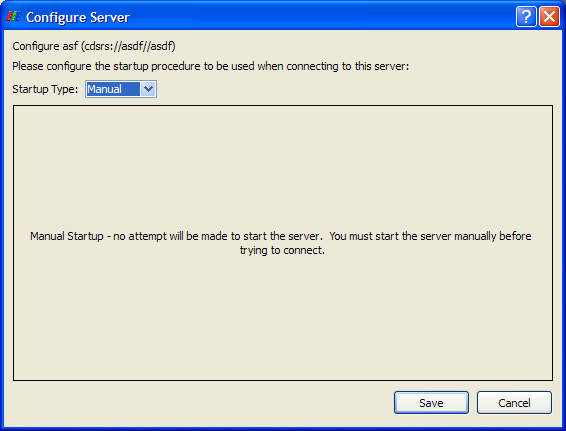 Configure Server
Configure asf (cdsrs://asdf//asdf)
Please configure the startup procedure to be used when connecting to this server:
Startup Type: Manual
Manual Startup - no attempt will be made to start the server.  You must start the server manually before
trying to connect.
Save Cancel